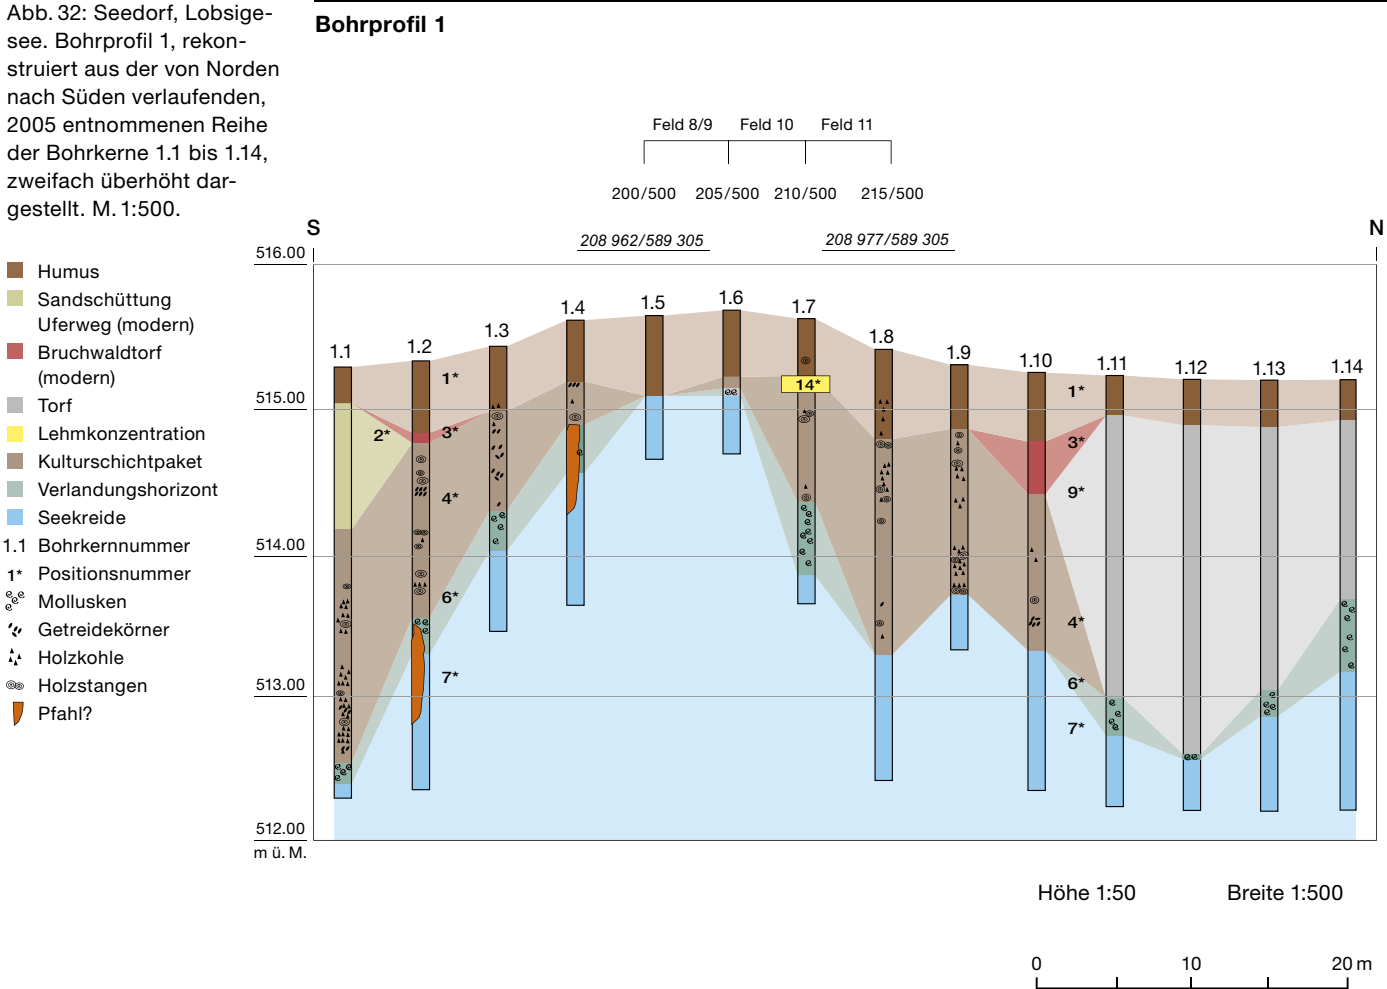 Abb. 32: Seedorf, Lobsige-
see. Bohrprofil 1, rekon-
struiert aus der von Norden
nach Süden verlaufenden,
2005 entnommenen Reihe
der Bohrkerne 1.1 bis 1.14,
zweifach überhöht dar-
gestellt. M. 1:500.
Humus
Sandschüttung
Uferweg (modern)
Bruchwaldtorf
(modern)
Torf
Lehmkonzentration
Kulturschichtpaket
Verlandungshorizont
Seekreide
1.1 Bohrkernnummer
1* Positionsnummer
Mollusken
Getreidekörner
Holzkohle
Holzstangen
Pfahl?
Bohrprofil 1
Feld 8/9 Feld 10 Feld 11
200/500 205/500 210/500 215/500
S N
208 962/589 305 208 977/589 305
516.00
1.1 1.2 1.3 1.4 1.5 1.6 1.7 1.8 1.9 1.10 1.11 1.12 1.13 1.14
1* 14* 1*
515.00
2* 3* 3*
4* 9*
514.00
6* 4*
7* 6*
513.00
7*
512.00
m ü. M.
Höhe 1:50 Breite 1:500
0 10 20 m